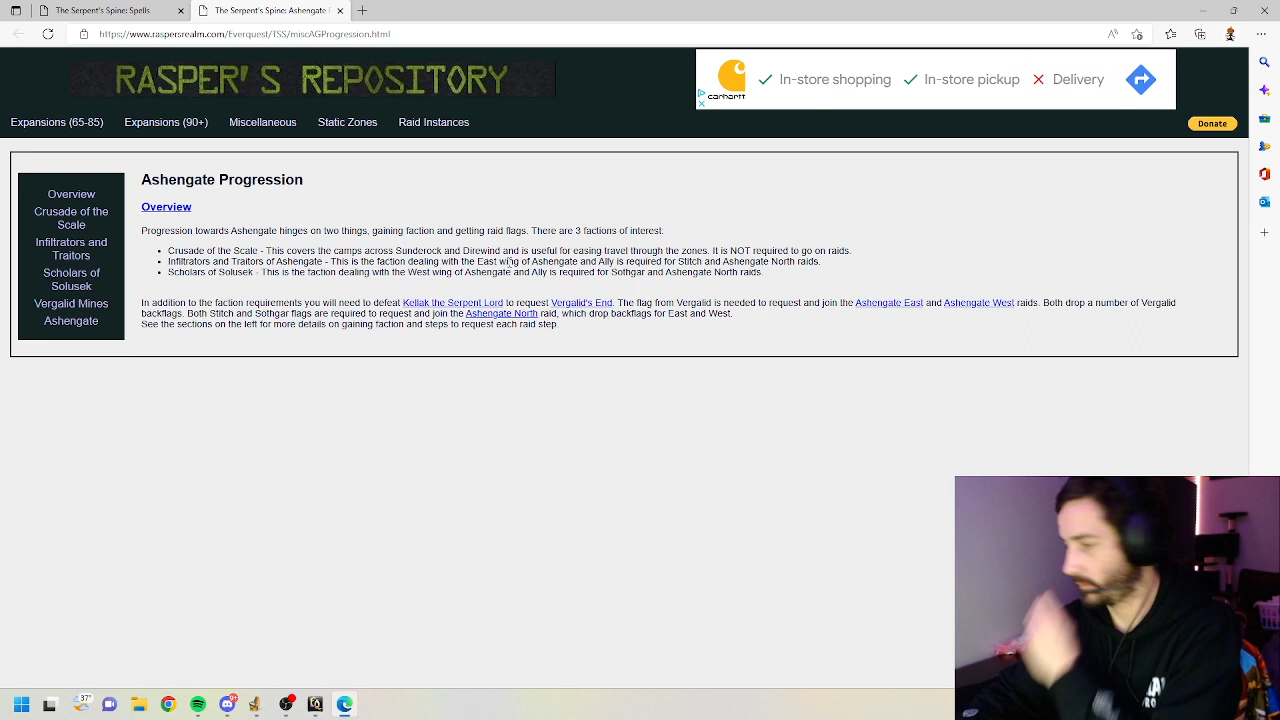 The Serpent's Spine: Spells
The Serpent's Spine: Ashengate
https://www.raspersrealm.com/Everquest/TSS/miscAGProgression.html
RASPER'S REPOSITORY
carhartt
In-store shopping
In-store pickup
Delivery
Expansions (65-85)
Expansions (90+)
Miscellaneous
Static Zones
Raid Instances
Donate
Overview
Crusade of the
Scale
Infiltrators and
Traitors
Scholars of
Solusek
Vergalid Mines
Ashengate
Ashengate Progression
Overview
Progression towards Ashengate hinges on two things, gaining faction and getting raid flags. There are 3 factions of interest:
• Crusade of the Scale - This covers the camps across Sunderock and Direwind and is useful for easing travel through the zones. It is NOT required to go on raids.
• Infiltrators and Traitors of Ashengate - This is the faction dealing with the East wing of Ashengate and Ally is required for Stitch and Ashengate North raids.
• Scholars of Solusek - This is the faction dealing with the West wing of Ashengate and Ally is required for Sothgar and Ashengate North raids.
In addition to the faction requirements you will need to defeat Kellak the Serpent Lord to request Vergalid's End. The flag from Vergalid is needed to request and join the Ashengate East and Ashengate West raids. Both drop a number of Vergalid
backflags. Both Stitch and Sothgar flags are required to request and join the Ashengate North raid, which drop backflags for East and West.
See the sections on the left for more details on gaining faction and steps to request each raid step.
37°